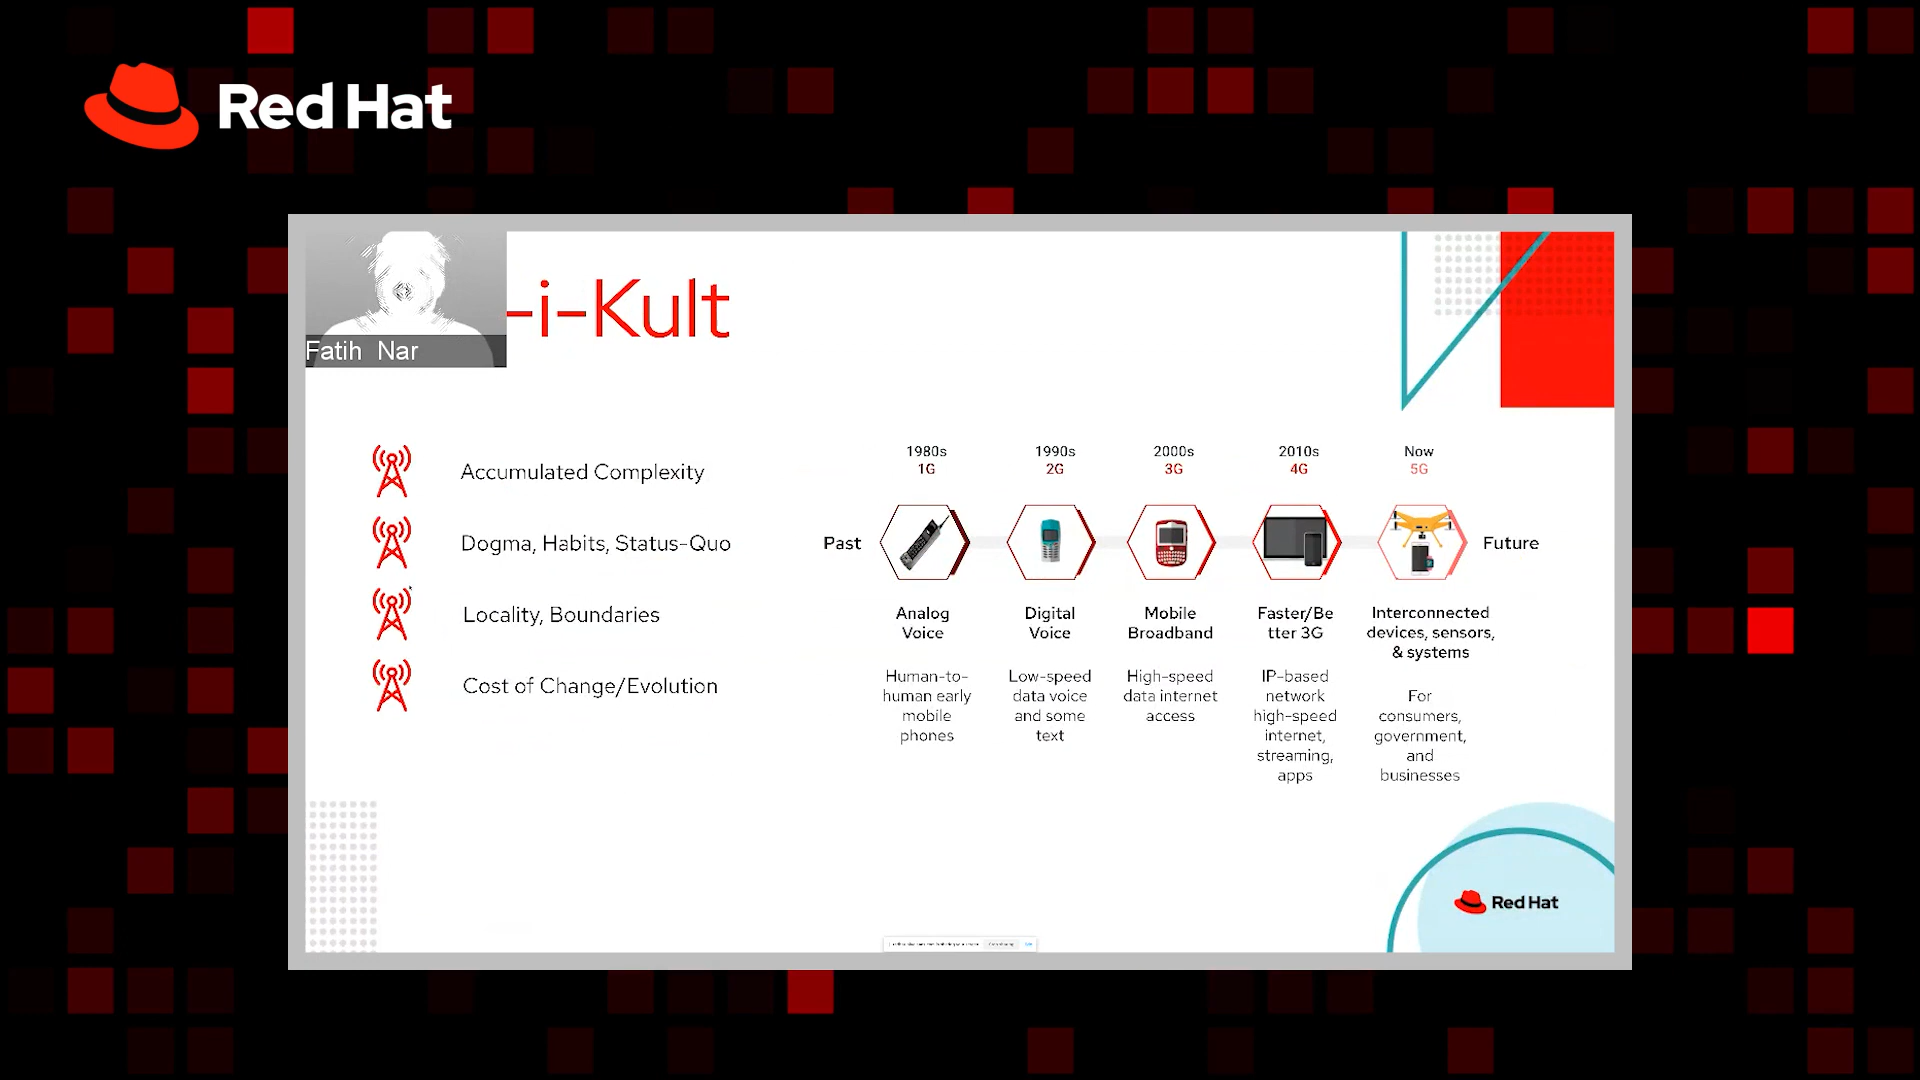 Red Hat
-i-Kult
Fatih Nar
Accumulated Complexity
Dogma, Habits, Status-Quo
Locality, Boundaries
Cost of Change/Evolution
1980s
1G
1990s
2G
2000s
3G
2010s
4G
Now
5G
Past
Future
Analog
Voice
Digital
Voice
Mobile
Broadband
Faster/Be
tter 3G
Interconnected
devices, sensors,
& systems
Human-to-
human early
mobile
phones
Low-speed
data voice
and some
text
High-speed
data internet
access
IP-based
network
high-speed
internet,
streaming,
apps
For
consumers,
government,
and
businesses
Red Hat